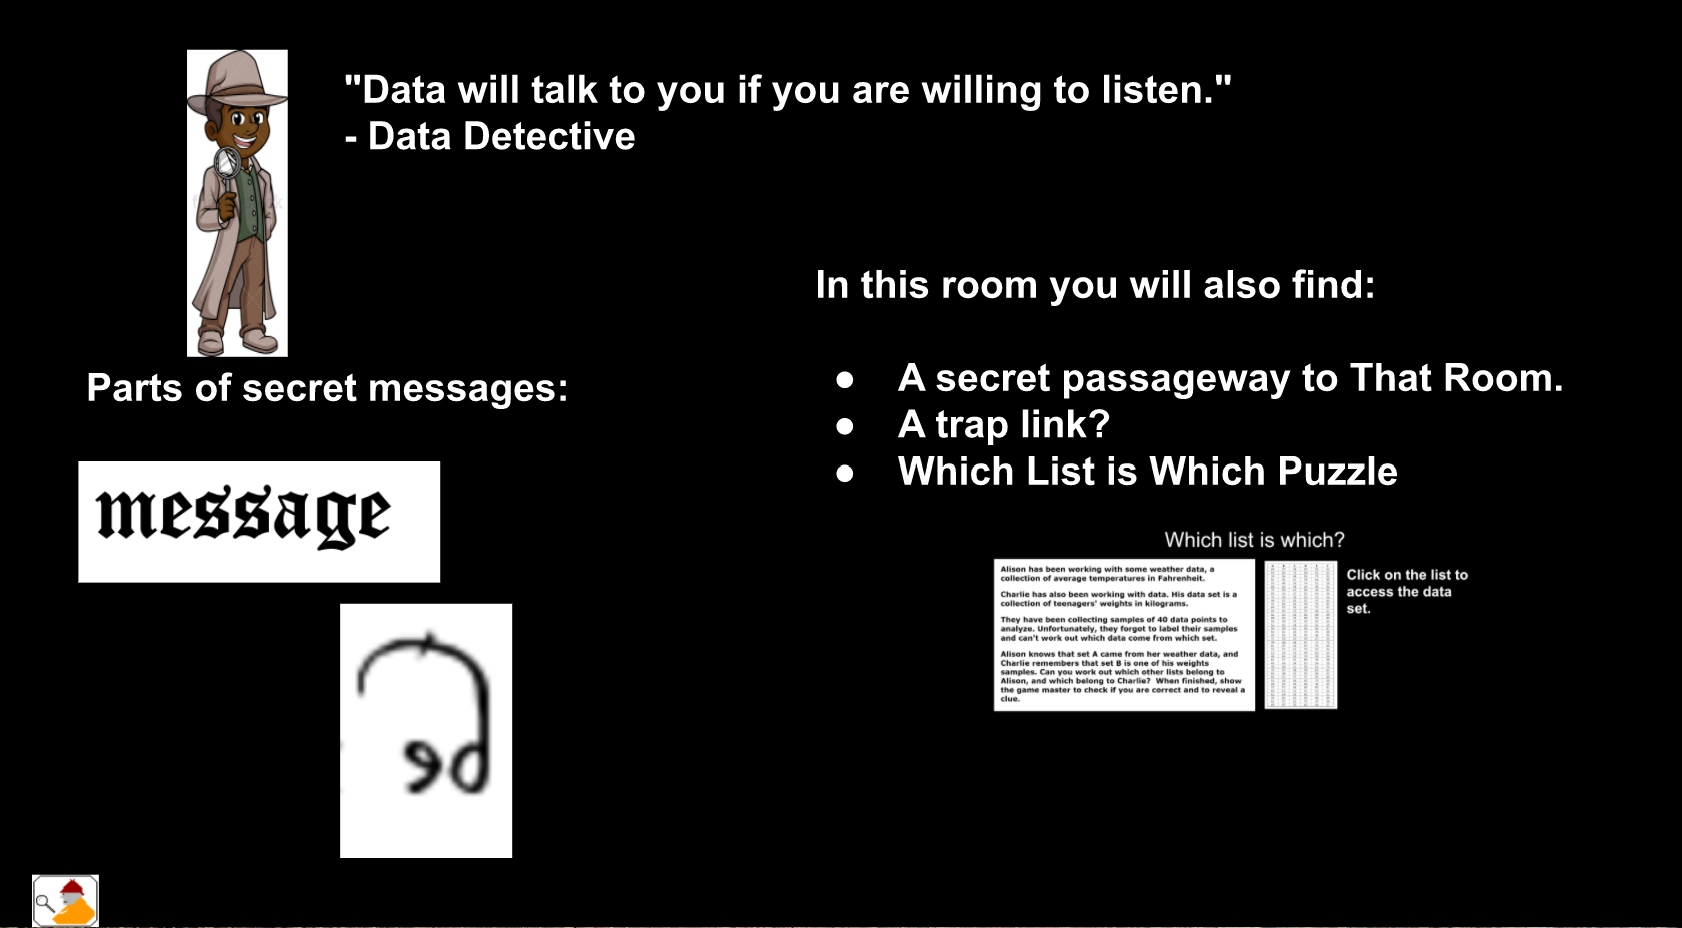 "Data will talk to you if you are willing to listen."
- Data Detective
Parts of secret messages:
message
In this room you will also find:
● A secret passageway to That Room.
● A trap link?
● Which List is Which Puzzle
Which list is which?
Alison has been working with some weather data, a
collection of average temperatures in Fahrenheit.
Charlie has also been working with data. His data set is a
collection of teenagers' weights in kilograms.
They have been collecting samples of 40 data points to
analyze. Unfortunately, they forgot to label their samples
and can't work out which data come from which set.
Alison knows that set A came from her weather data, and
Charlie remembers that set B is one of his weights
samples. Can you work out which other lists belong to
Alison, and which belong to Charlie? When finished, show
the game master to check if you are correct and to reveal a
clue.
Click on the list to
access the data
set.